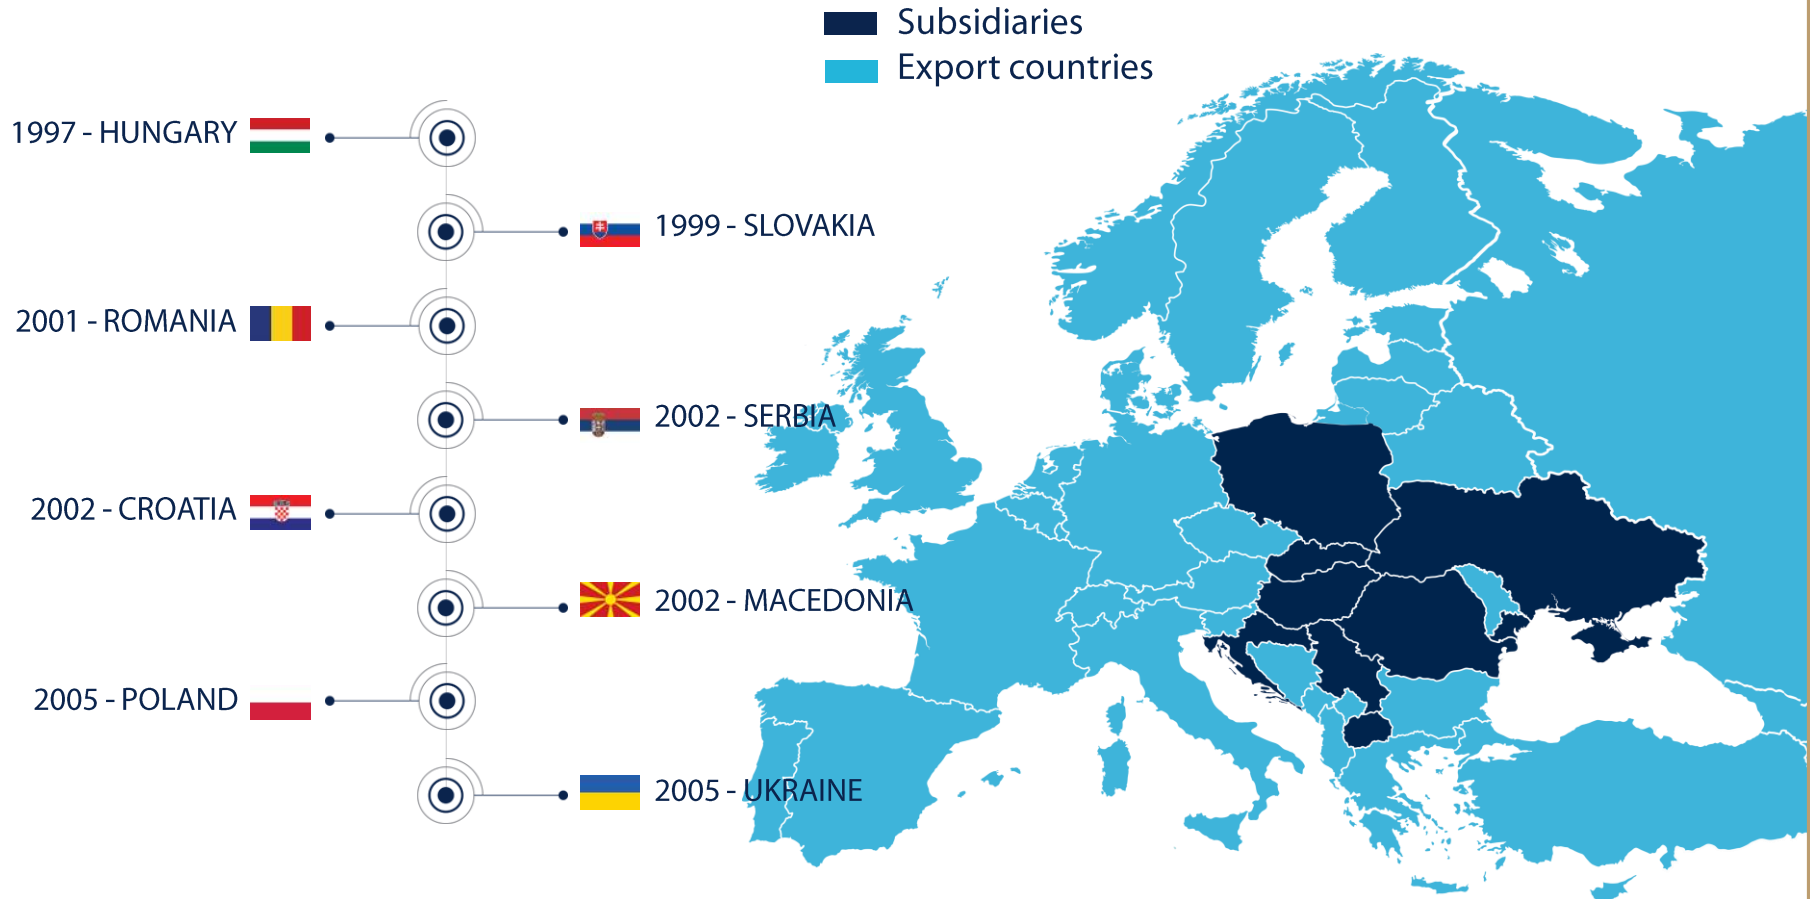 Subsidiaries
Export countries
1997 - HUNGARY
1999 - SLOVAKIA
2001 - ROMANIA
2002 - SERBIA
2002 - CROATIA
2002 - MACEDONIA
2005 - POLAND
2005 - UKRAINE